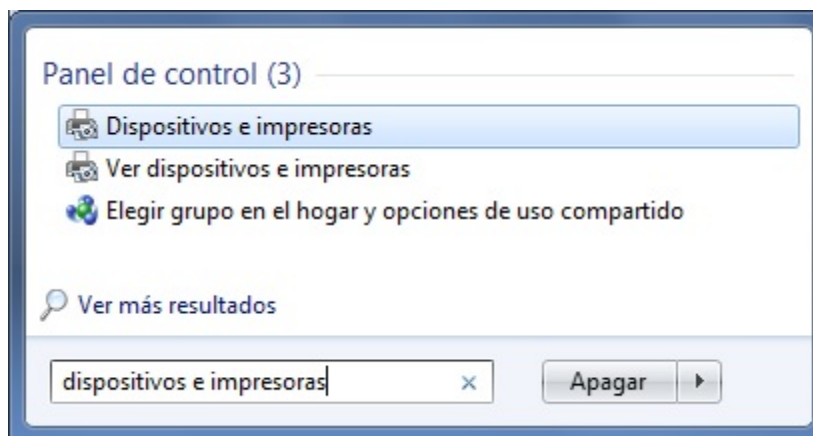 Panel de control (3)
Dispositivos e impresoras
Ver dispositivos e impresoras
Elegir grupo en el hogar y opciones de uso compartido
Ver más resultados
dispositivos e impresoras
Apagar